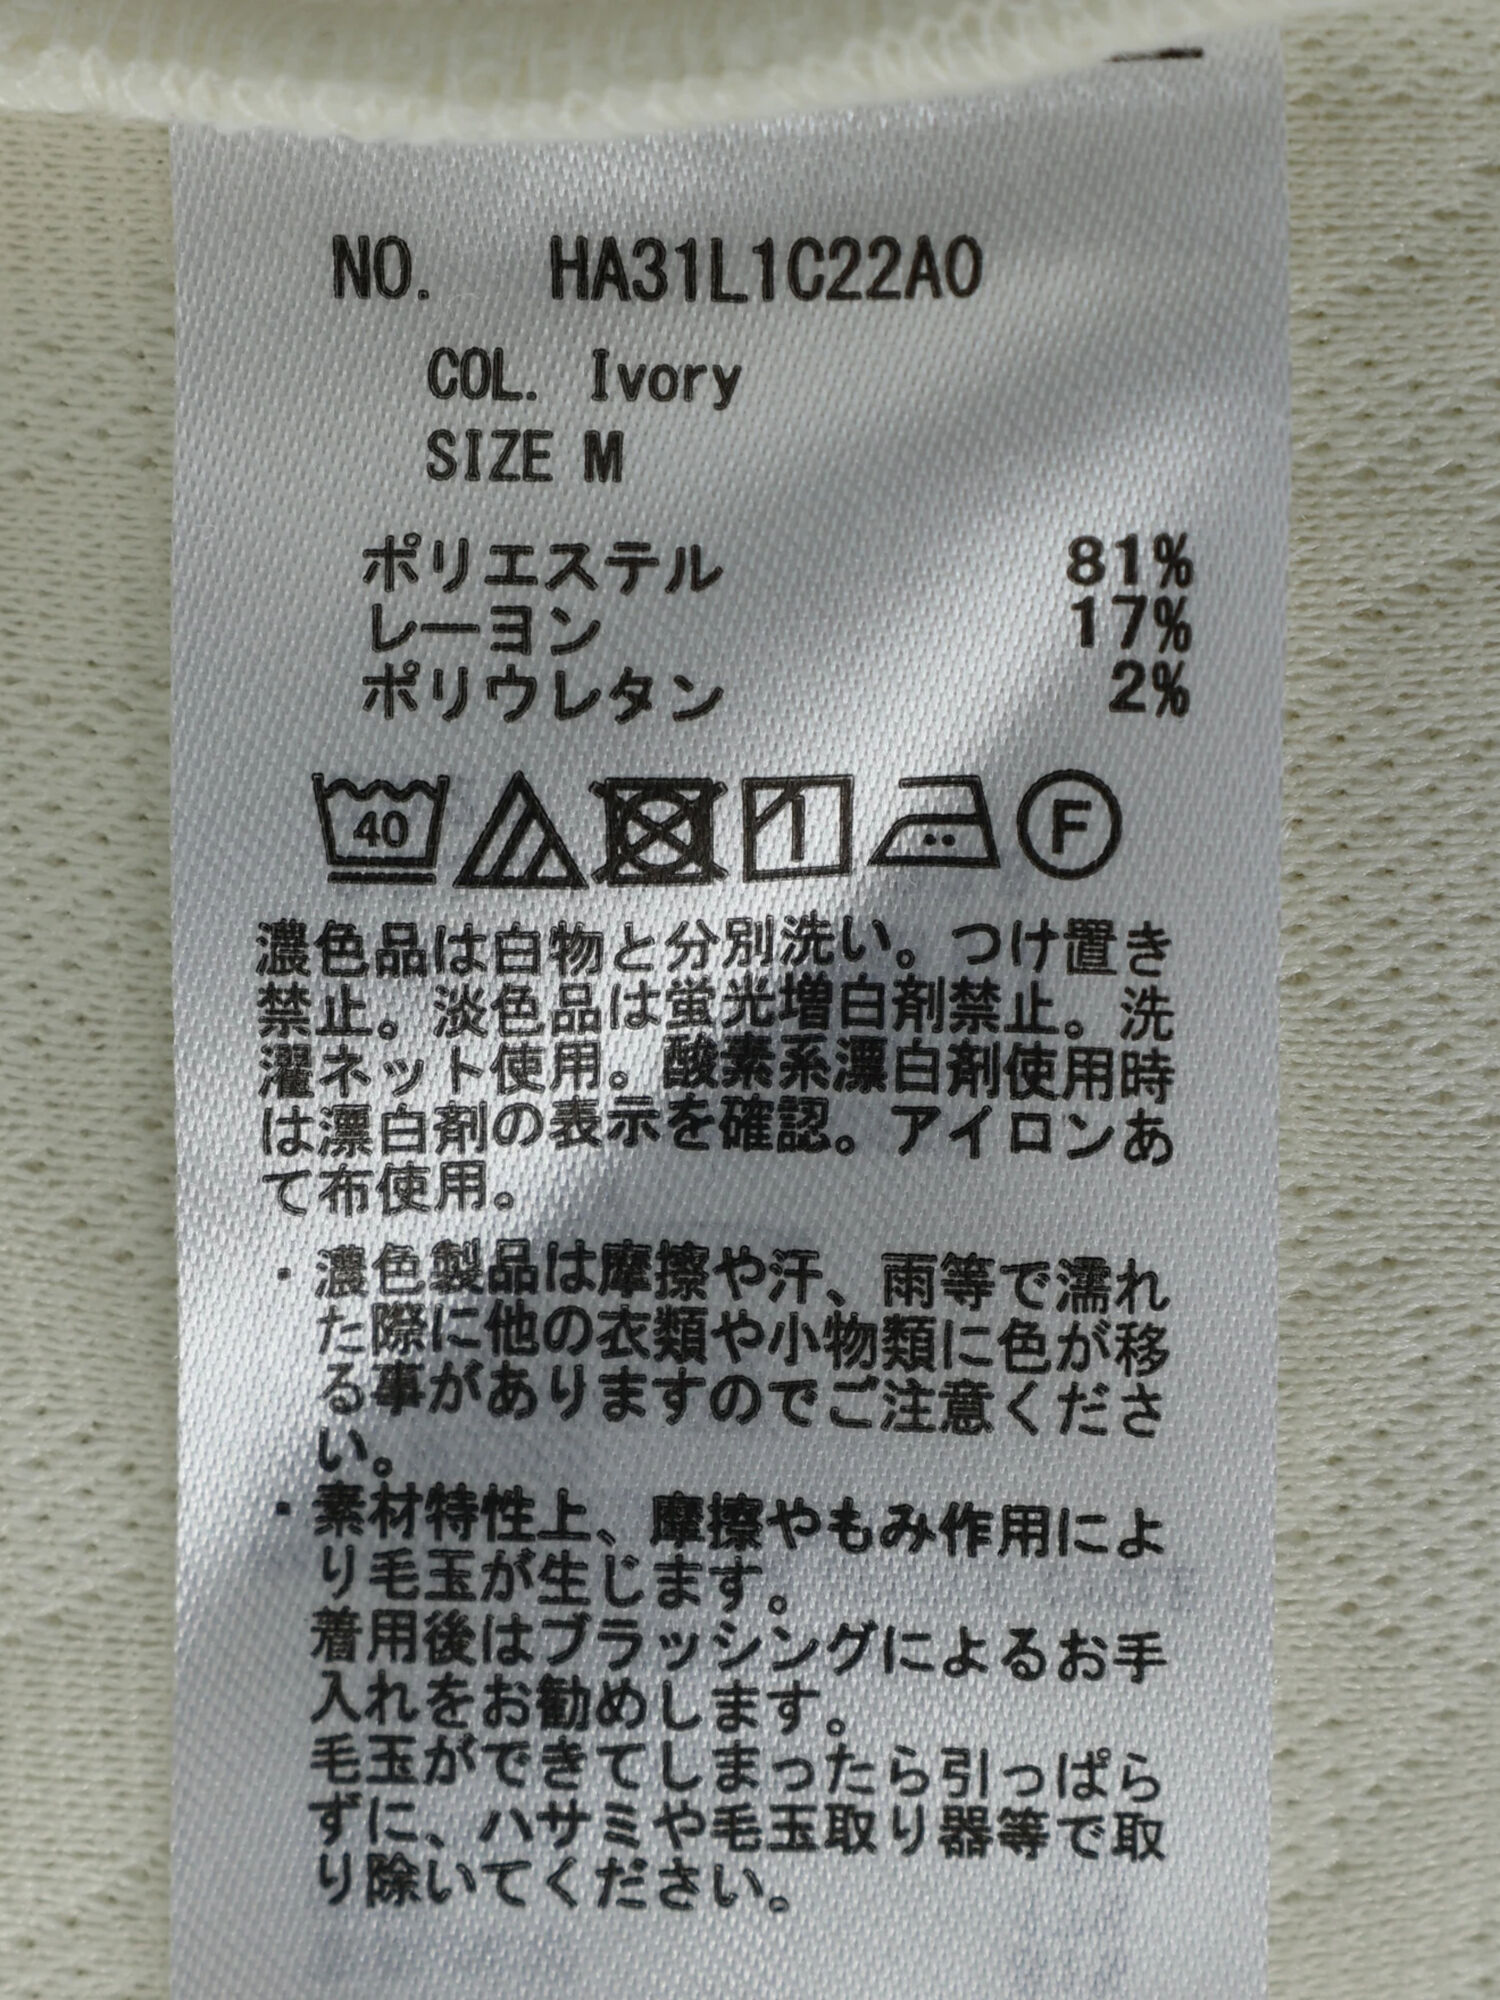 NO. HA31L1C22A0
COL. Ivory
SIZE M
ポリエステル 81%
レーヨン 17%
ポリウレタン 2%
40 F
濃色品は白物と分別洗い。つけ置き
禁止。淡色品は蛍光増白剤禁止。洗
濯ネット使用。酸素系漂白剤使用時
は漂白剤の表示を確認。アイロンあ
て布使用。
・濃色製品は摩擦や汗、雨等で濡れ
た際に他の衣類や小物類に色が移
る事がありますのでご注意くださ
い。
・素材特性上、摩擦やもみ作用によ
り毛玉が生じます。
着用後はブラッシングによるお手
入れをお勧めします。
毛玉ができてしまったら引っぱら
ずに、ハサミや毛玉取り器等で取
り除いてください。